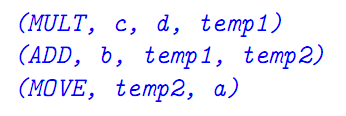 (MULT, c, d, temp1)
(ADD, b, temp1, temp2)
(MOVE, temp2, a)